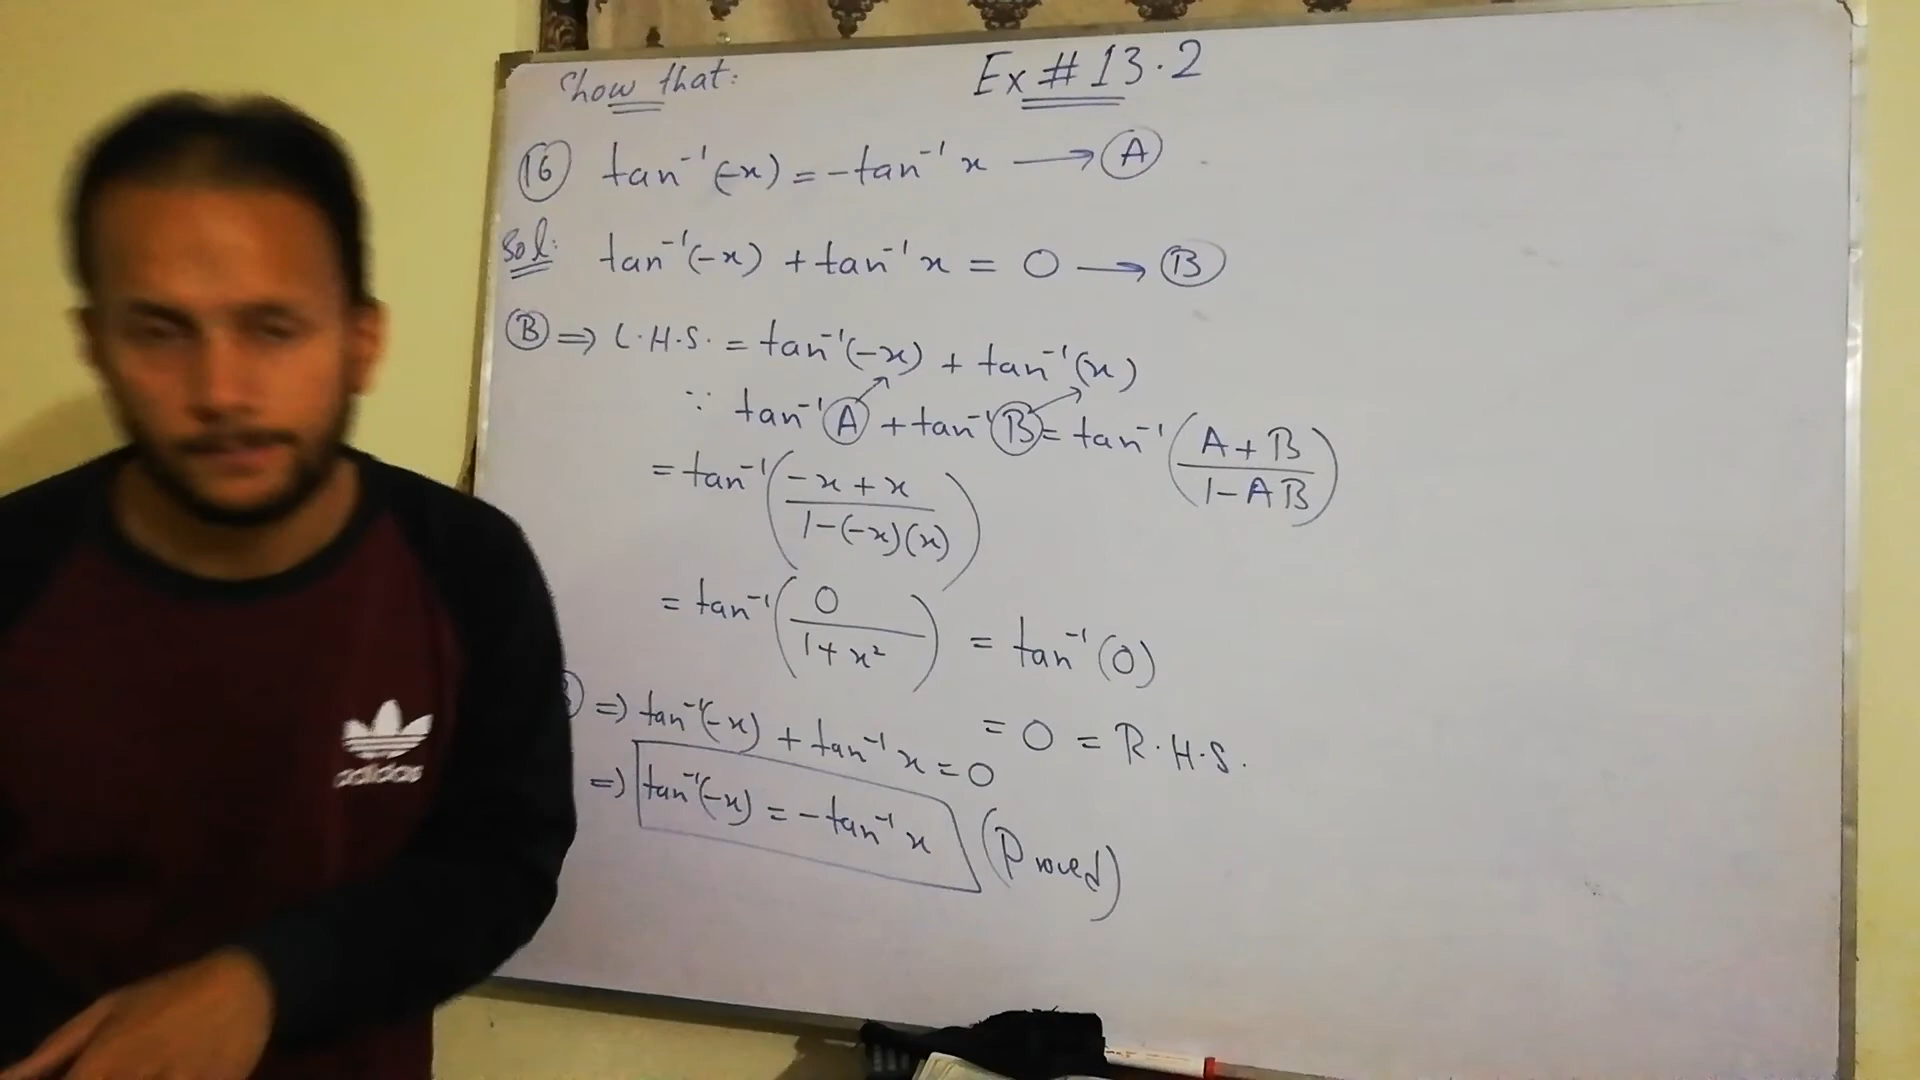 Show that:
Ex # 13.2
16 tan⁻¹(-x) = -tan⁻¹ x → A
Sol: tan⁻¹(-x) + tan⁻¹ x = 0 → B
B ⇒ L.H.S. = tan⁻¹(-x) + tan⁻¹(x)
∵ tan⁻¹ A + tan⁻¹ B = tan⁻¹ ( A + B / 1 - AB )
= tan⁻¹ ( -x + x / 1-(-x)(x) )
= tan⁻¹ ( 0 / 1+x² ) = tan⁻¹(0)
= 0 = R.H.S.
⇒ tan⁻¹(-x) + tan⁻¹ x = 0
⇒ tan⁻¹(-x) = -tan⁻¹ x (Proved)
adidas